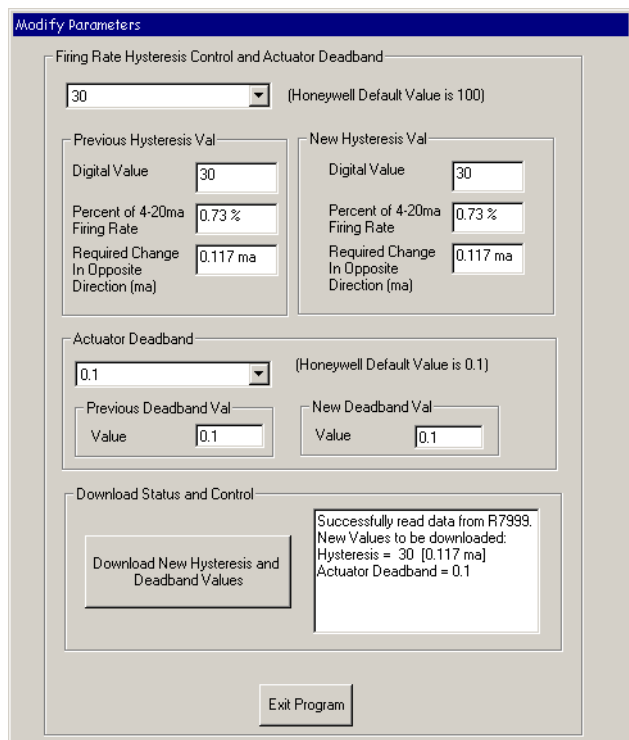 Modify Parameters
Firing Rate Hysteresis Control and Actuator Deadband
30
(Honeywell Default Value is 100)
Previous Hysteresis Val
Digital Value
30
Percent of 4-20ma
Firing Rate
0.73 %
Required Change
In Opposite
Direction (ma)
0.117 ma
New Hysteresis Val
Digital Value
30
Percent of 4-20ma
Firing Rate
0.73 %
Required Change
In Opposite
Direction (ma)
0.117 ma
Actuator Deadband
0.1
(Honeywell Default Value is 0.1)
Previous Deadband Val
Value
0.1
New Deadband Val
Value
0.1
Download Status and Control
Download New Hysteresis and
Deadband Values
Successfully read data from R7999.
New Values to be downloaded:
Hysteresis = 30 [0.117 ma]
Actuator Deadband = 0.1
Exit Program